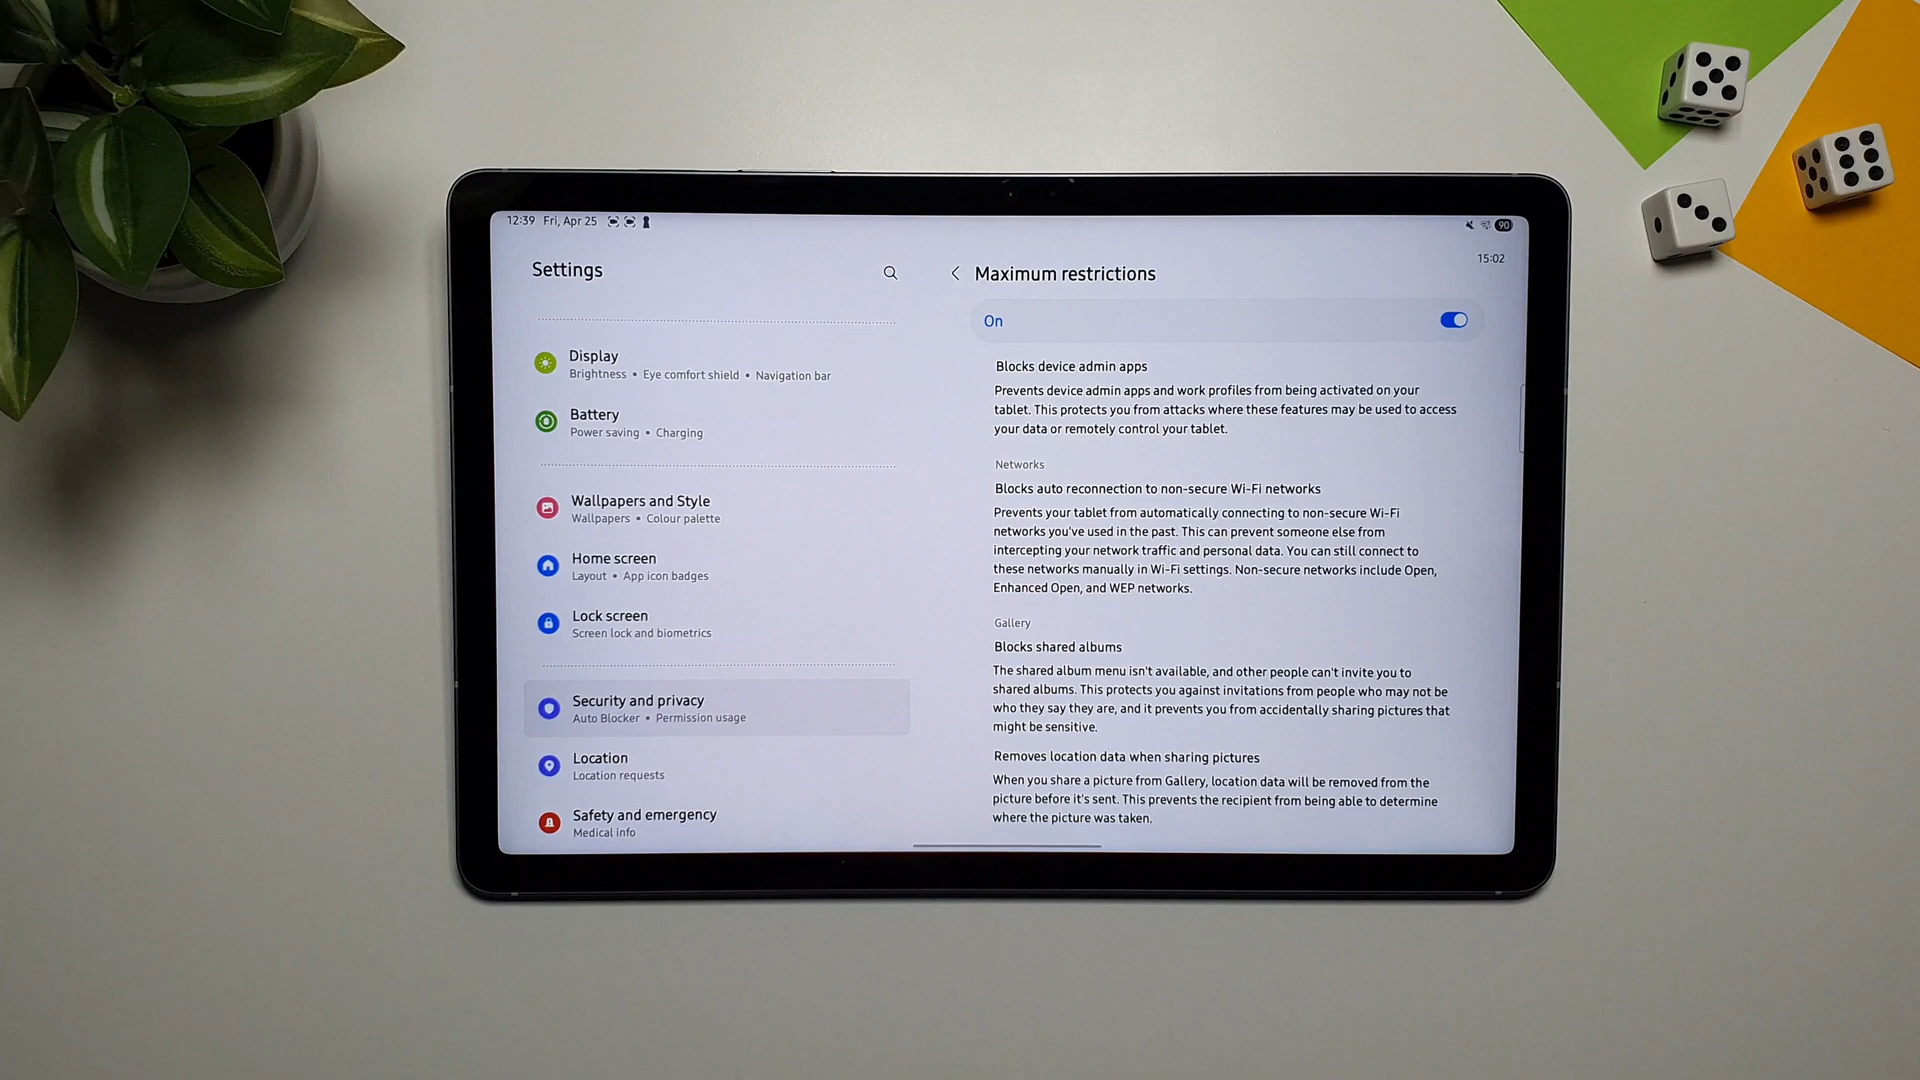 12:39 Fri, Apr 25
90
Settings
Display
Brightness • Eye comfort shield • Navigation bar
Battery
Power saving • Charging
Wallpapers and Style
Wallpapers • Colour palette
Home screen
Layout • App icon badges
Lock screen
Screen lock and biometrics
Security and privacy
Auto Blocker • Permission usage
Location
Location requests
Safety and emergency
Medical info
15:02
Maximum restrictions
On
Blocks device admin apps
Prevents device admin apps and work profiles from being activated on your
tablet. This protects you from attacks where these features may be used to access
your data or remotely control your tablet.
Networks
Blocks auto reconnection to non-secure Wi-Fi networks
Prevents your tablet from automatically connecting to non-secure Wi-Fi
networks you've used in the past. This can prevent someone else from
intercepting your network traffic and personal data. You can still connect to
these networks manually in Wi-Fi settings. Non-secure networks include Open,
Enhanced Open, and WEP networks.
Gallery
Blocks shared albums
The shared album menu isn't available, and other people can't invite you to
shared albums. This protects you against invitations from people who may not be
who they say they are, and it prevents you from accidentally sharing pictures that
might be sensitive.
Removes location data when sharing pictures
When you share a picture from Gallery, location data will be removed from the
picture before it's sent. This prevents the recipient from being able to determine
where the picture was taken.